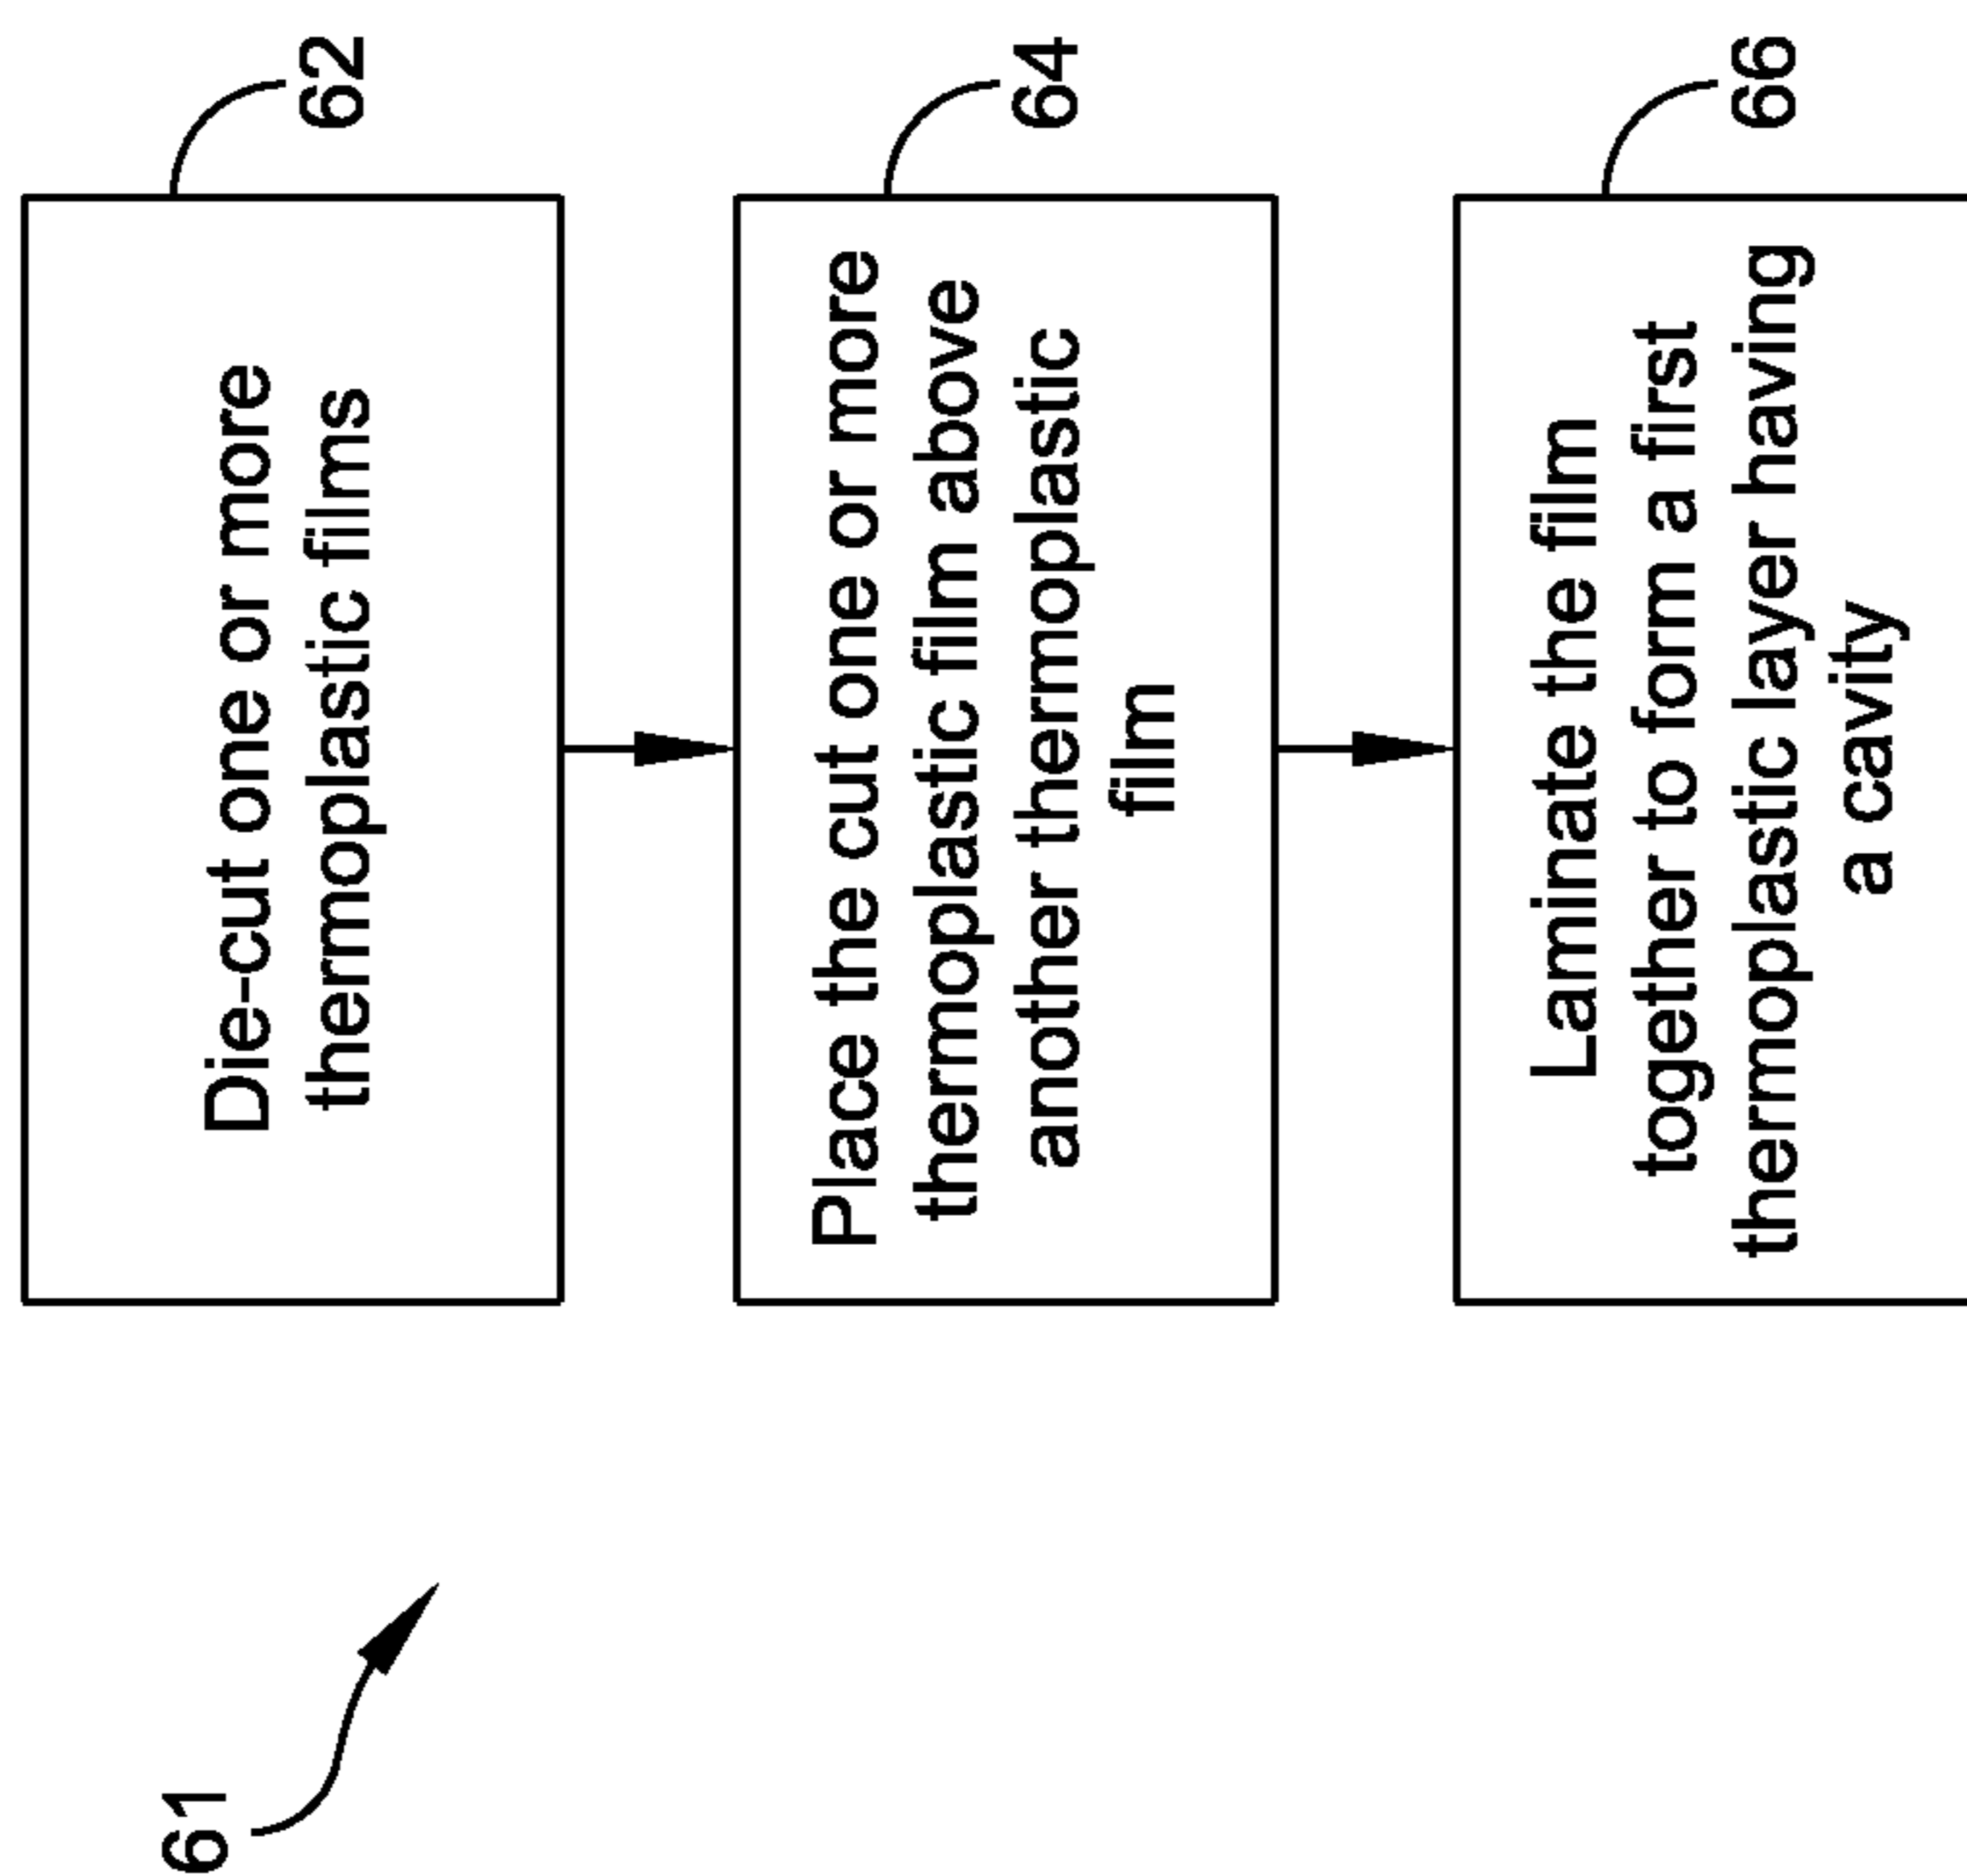 61
Die-cut one or more
thermoplastic films
62
Place the cut one or more
thermoplastic film above
another thermoplastic
film
64
Laminate the film
together to form a first
thermoplastic layer having
a cavity
66